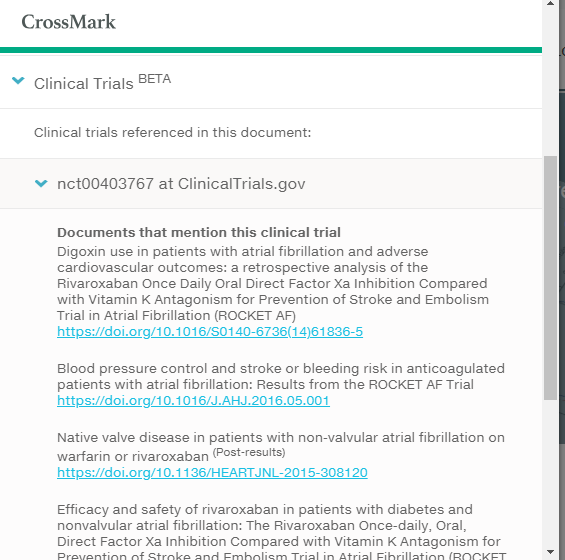 CrossMark
Clinical Trials BETA
Clinical trials referenced in this document:
nct00403767 at ClinicalTrials.gov
Documents that mention this clinical trial
Digoxin use in patients with atrial fibrillation and adverse
cardiovascular outcomes: a retrospective analysis of the
Rivaroxaban Once Daily Oral Direct Factor Xa Inhibition Compared
with Vitamin K Antagonism for Prevention of Stroke and Embolism
Trial in Atrial Fibrillation (ROCKET AF)
https://doi.org/10.1016/S0140-6736(14)61836-5
Blood pressure control and stroke or bleeding risk in anticoagulated
patients with atrial fibrillation: Results from the ROCKET AF Trial
https://doi.org/10.1016/J.AHJ.2016.05.001
Native valve disease in patients with non-valvular atrial fibrillation on
warfarin or rivaroxaban (Post-results)
https://doi.org/10.1136/HEARTJNL-2015-308120
Efficacy and safety of rivaroxaban in patients with diabetes and
nonvalvular atrial fibrillation: The Rivaroxaban Once-daily, Oral,
Direct Factor Xa Inhibition Compared with Vitamin K Antagonism for
Prevention of Stroke and Embolism Trial in Atrial Fibrillation (ROCKET